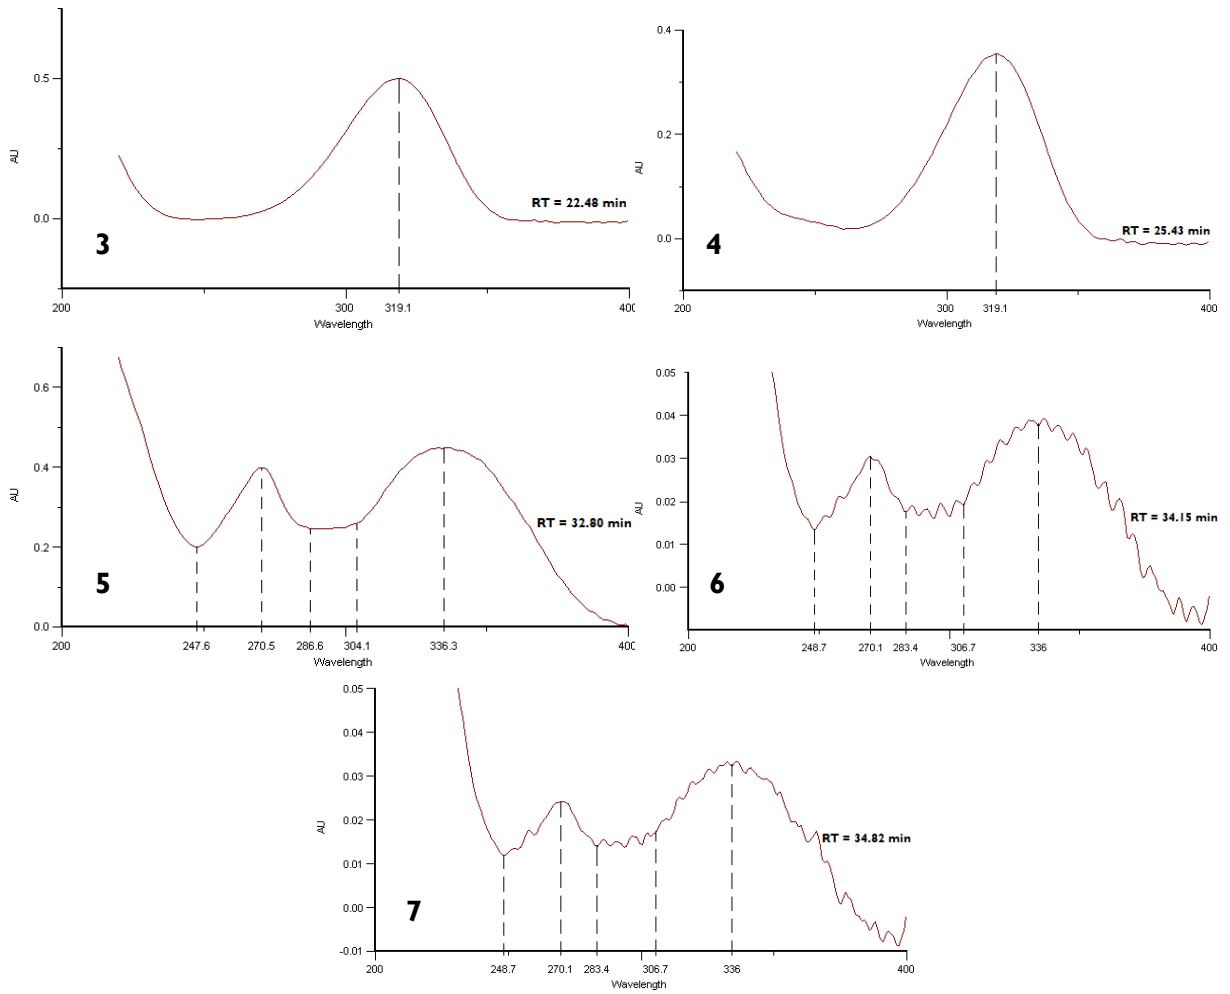 0.5
0.0
AU
RT = 22.48 min
3
200 300 319.1 400
Wavelength
0.4
0.2
0.0
AU
RT = 25.43 min
4
200 300 319.1 400
Wavelength
0.6
0.4
0.2
0.0
AU
RT = 32.80 min
5
200 247.6 270.5 286.6 304.1 336.3 400
Wavelength
0.05
0.04
0.03
0.02
0.01
0.00
AU
RT = 34.15 min
6
200 248.7 270.1 283.4 306.7 336 400
Wavelength
0.05
0.04
0.03
0.02
0.01
0.00
-0.01
AU
RT = 34.82 min
7
200 248.7 270.1 283.4 306.7 336 400
Wavelength